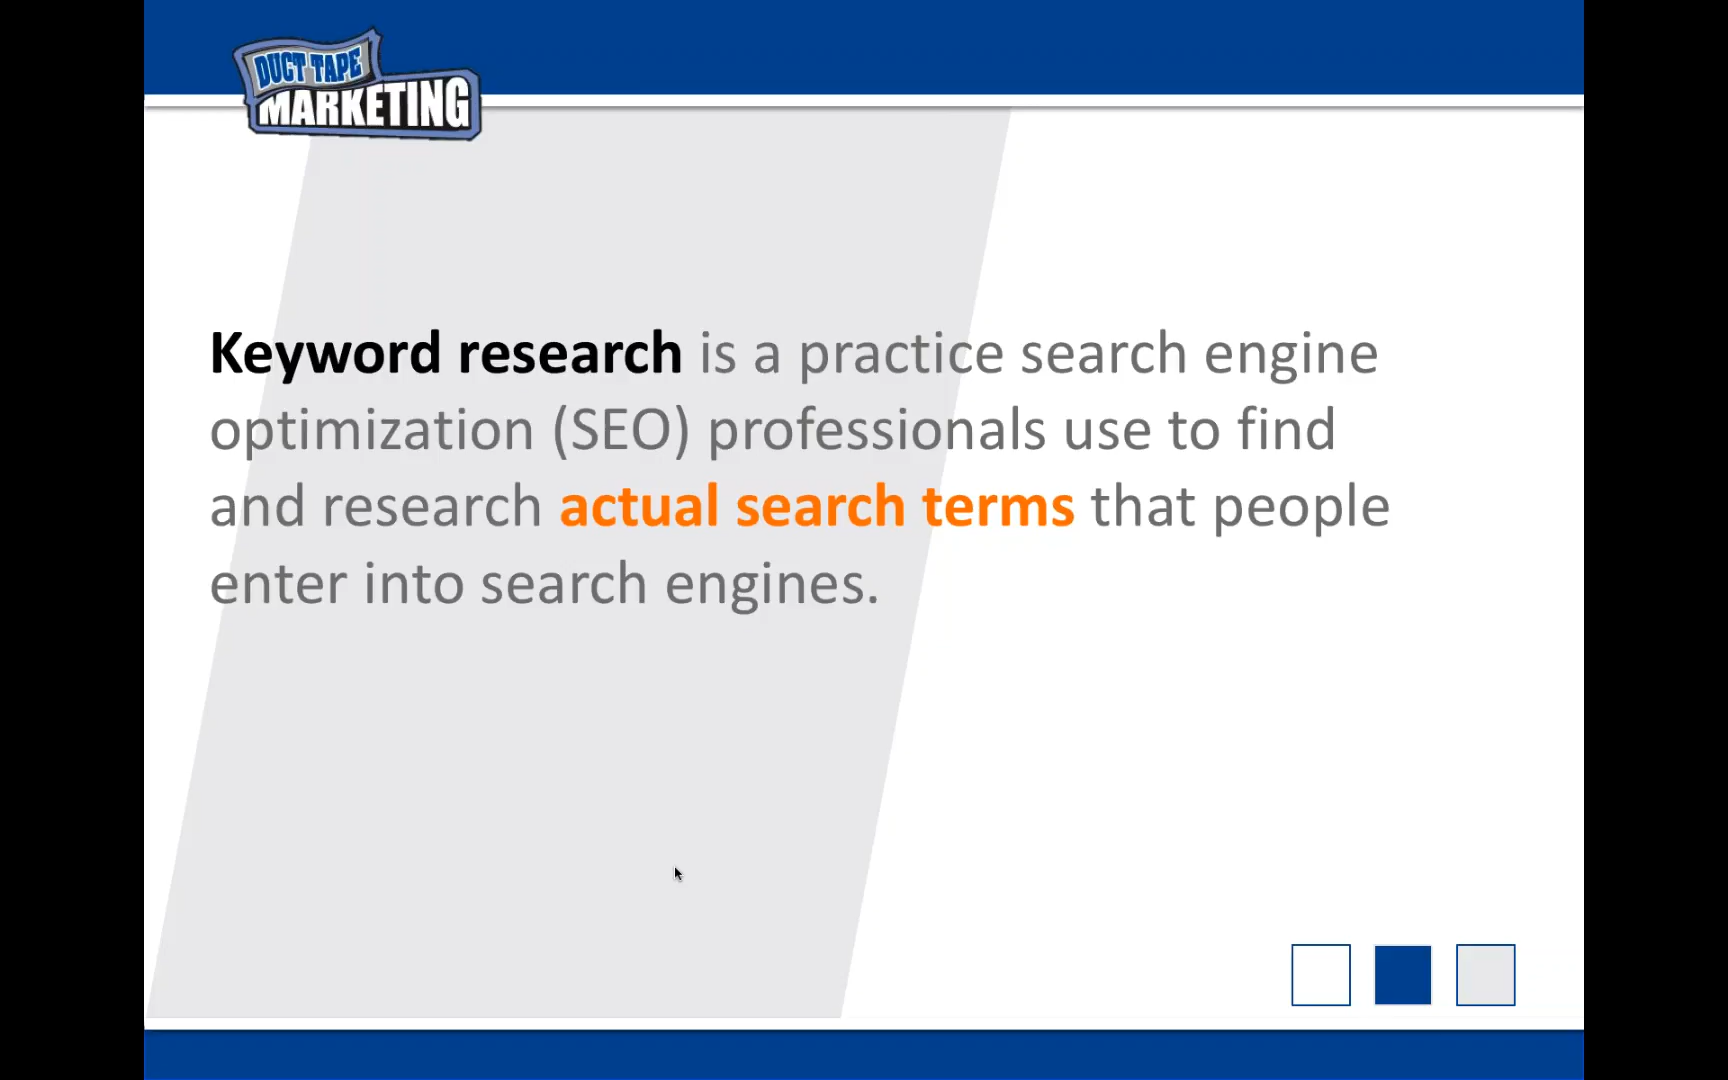 DUCT TAPE
MARKETING
Keyword research is a practice search engine
optimization (SEO) professionals use to find
and research actual search terms that people
enter into search engines.